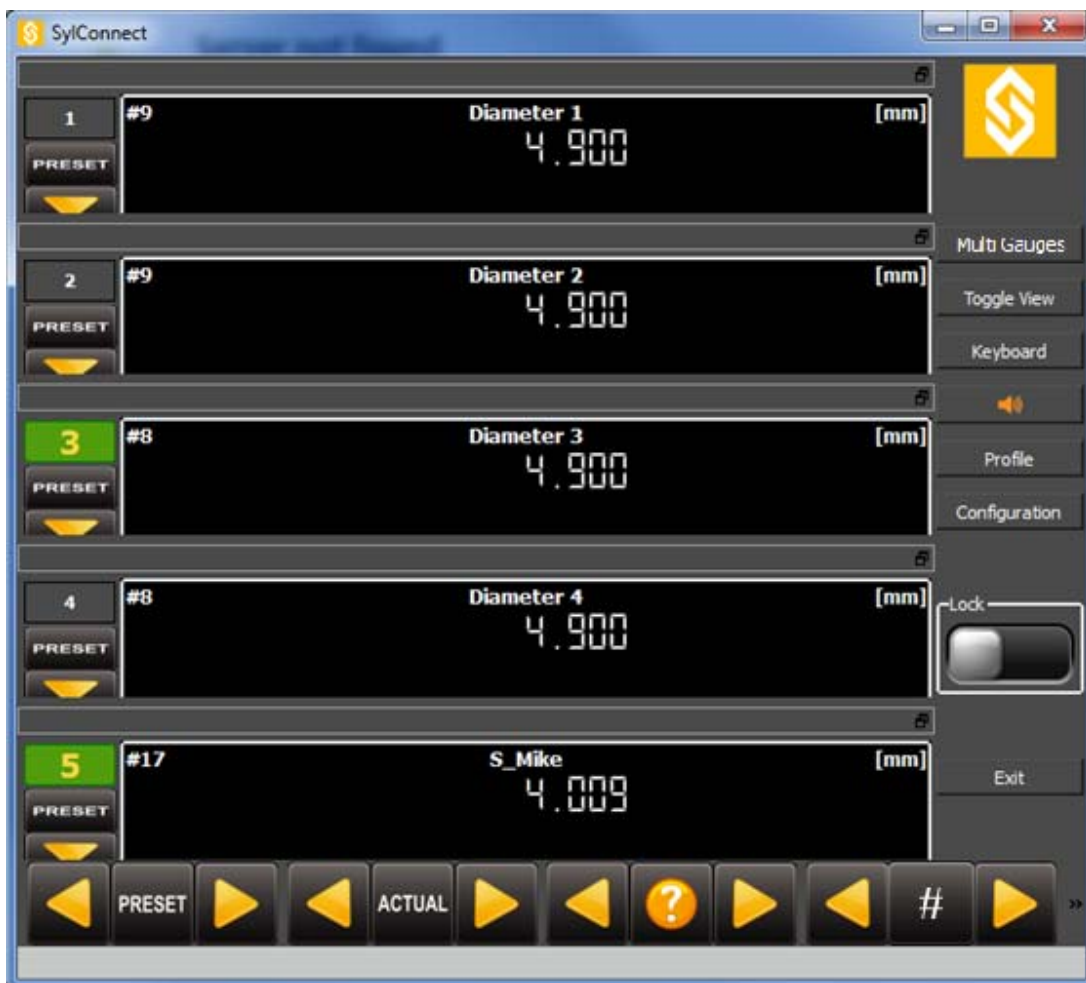 SylConnect
1
PRESET
#9 Diameter 1 [mm]
4.900
2
PRESET
#9 Diameter 2 [mm]
4.900
3
PRESET
#8 Diameter 3 [mm]
4.900
4
PRESET
#8 Diameter 4 [mm]
4.900
5
PRESET
#17 S_Mike [mm]
4.009
Multi Gauges
Toggle View
Keyboard
Profile
Configuration
Lock
Exit
PRESET ACTUAL ? # »